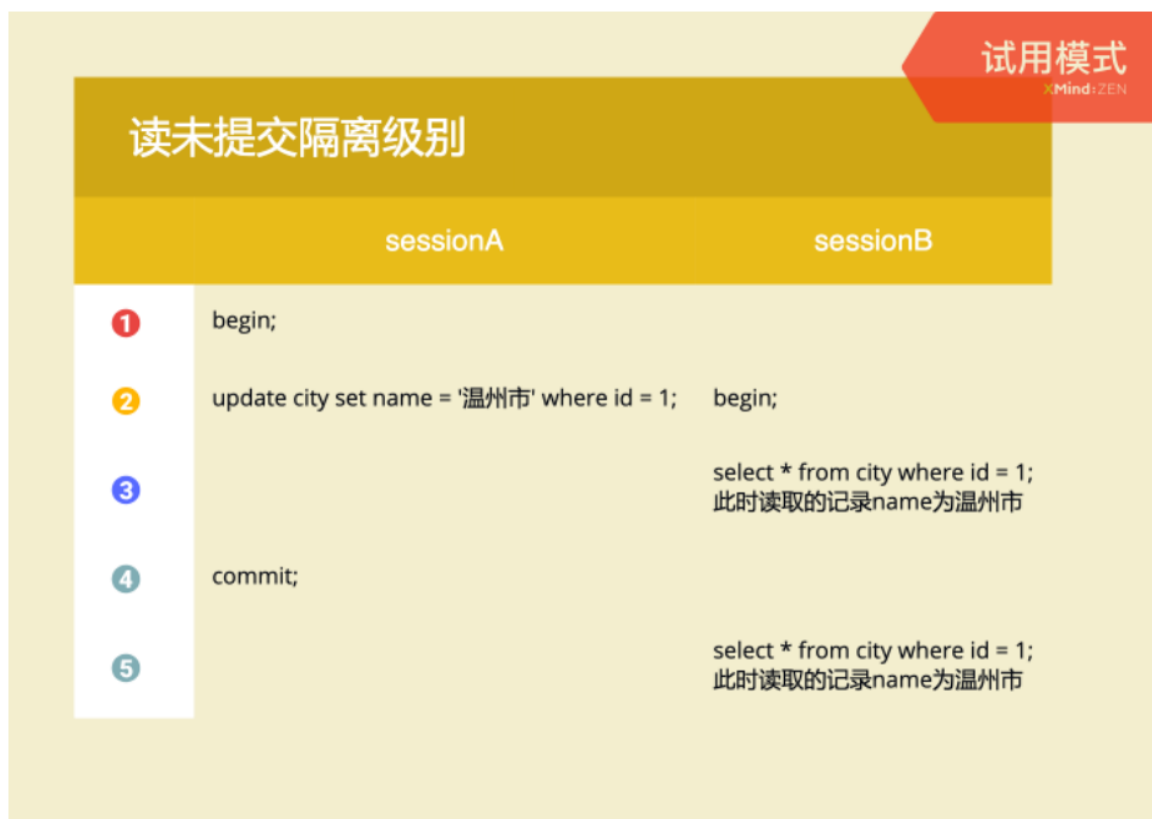 试用模式
XMind:ZEN
读未提交隔离级别
sessionA sessionB
1 begin;
2 update city set name = '温州市' where id = 1; begin;
3 select * from city where id = 1;
此时读取的记录name为温州市
4 commit;
5 select * from city where id = 1;
此时读取的记录name为温州市